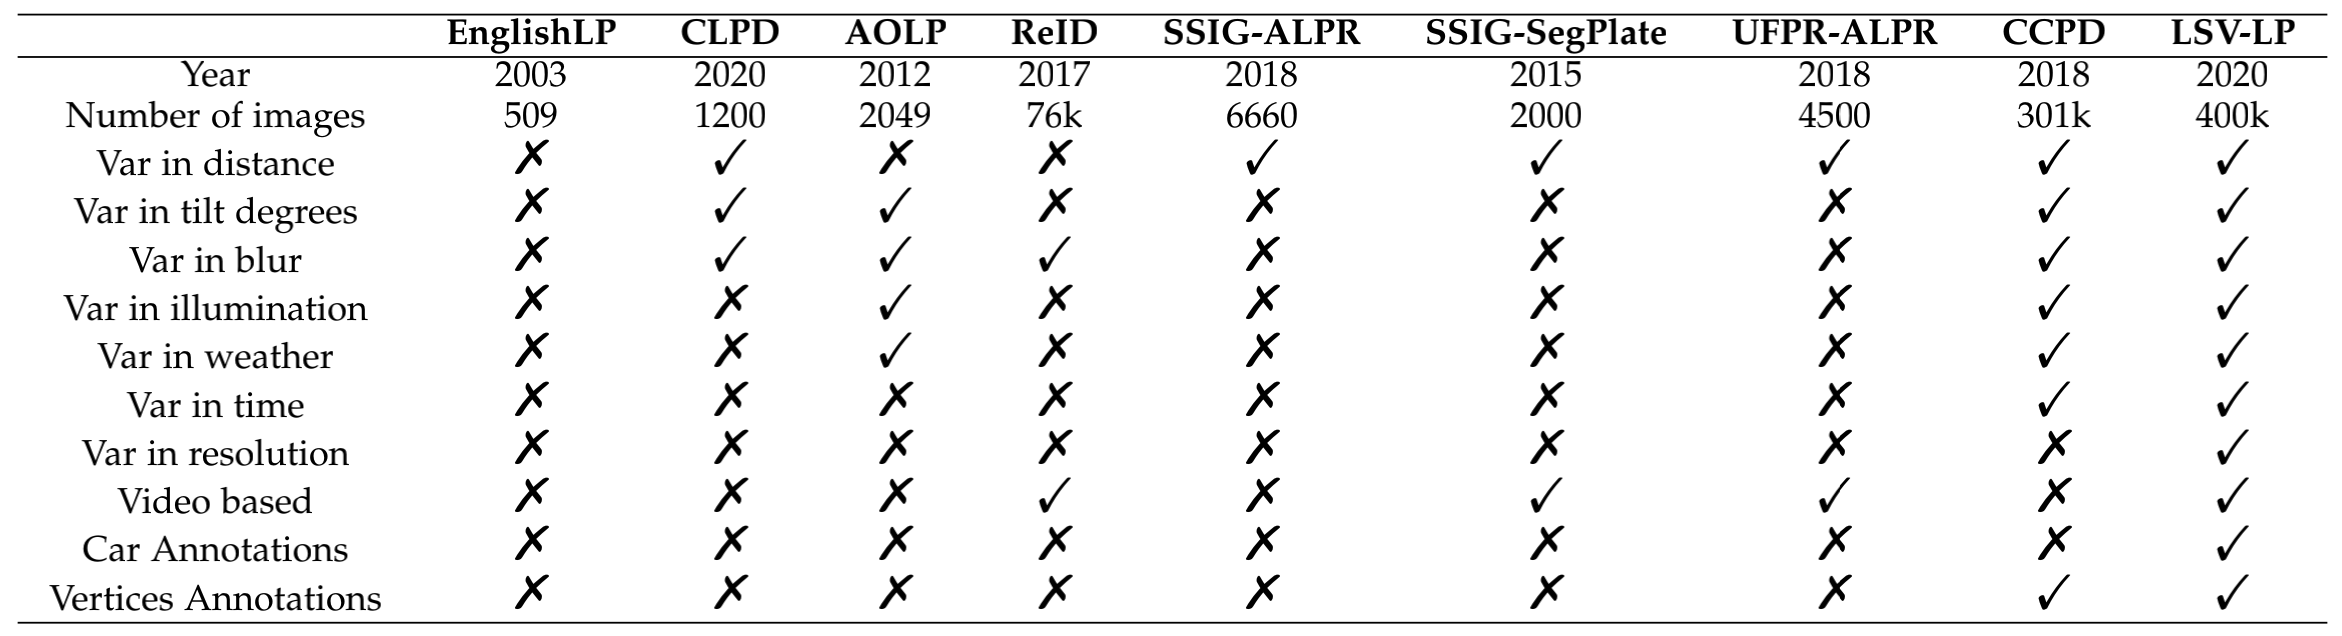 EnglishLP CLPD AOLP ReID SSIG-ALPR SSIG-SegPlate UFPR-ALPR CCPD LSV-LP
Year 2003 2020 2012 2017 2018 2015 2018 2018 2020
Number of images 509 1200 2049 76k 6660 2000 4500 301k 400k
Var in distance ✗ ✓ ✗ ✗ ✓ ✓ ✓ ✓ ✓
Var in tilt degrees ✗ ✓ ✓ ✗ ✗ ✗ ✗ ✓ ✓
Var in blur ✗ ✓ ✓ ✓ ✗ ✗ ✗ ✓ ✓
Var in illumination ✗ ✗ ✓ ✗ ✗ ✗ ✗ ✓ ✓
Var in weather ✗ ✗ ✓ ✗ ✗ ✗ ✗ ✓ ✓
Var in time ✗ ✗ ✗ ✗ ✗ ✗ ✗ ✓ ✓
Var in resolution ✗ ✗ ✗ ✗ ✗ ✗ ✗ ✗ ✓
Video based ✗ ✗ ✗ ✓ ✗ ✓ ✓ ✗ ✓
Car Annotations ✗ ✗ ✗ ✗ ✗ ✗ ✗ ✗ ✓
Vertices Annotations ✗ ✗ ✗ ✗ ✗ ✗ ✗ ✓ ✓